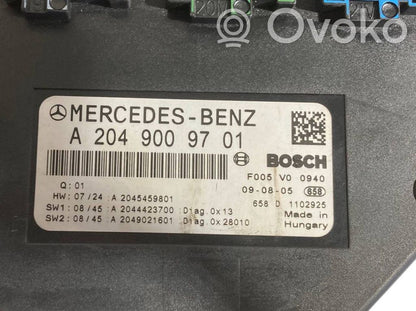 Ovoko
MERCEDES-BENZ
A 204 900 97 01
BOSCH
Q: 01
F005 V0 0940
HW: 07/24 : A 2045459801
09-08-05 658
SW1: 08/45 : A 2044423700 : Diag. 0x13
658 D 1102925
SW2: 08/45 : A 2049021601 : Diag. 0x28010
Made in
Hungary